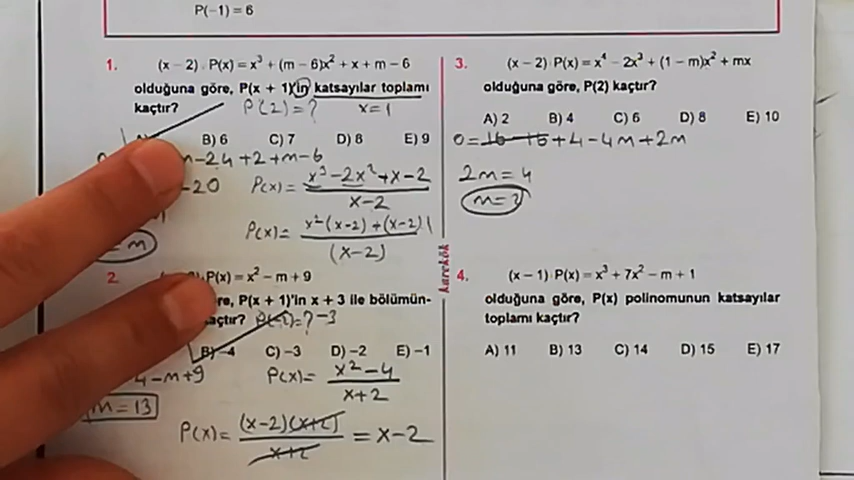 P(−1) = 6
1. (x − 2) . P(x) = x³ + (m − 6)x² + x + m − 6
olduğuna göre, P(x + 1)'in katsayılar toplamı
kaçtır? P(2) = ? x = 1
B) 6 C) 7 D) 8 E) 9
−24 + 2 + m − 6
−20 P(x) = x³ − 2x² + x − 2 / x − 2
P(x) = x²(x−2) + (x−2) / (x−2)
= m
2. P(x) = x² − m + 9
P(x + 1)'in x + 3 ile bölümün-
P(−2) = ? −3
B) −4 C) −3 D) −2 E) −1
4 − m + 9 P(x) = x² − 4 / x + 2
m = 13
P(x) = (x−2)(x+2) / x+2 = x − 2
karekök
3. (x − 2) P(x) = x⁴ − 2x³ + (1 − m)x² + mx
olduğuna göre, P(2) kaçtır?
A) 2 B) 4 C) 6 D) 8 E) 10
0 = 16 − 16 + 4 − 4m + 2m
2m = 4
m = 2
4. (x − 1) P(x) = x³ + 7x² − m + 1
olduğuna göre, P(x) polinomunun katsayılar
toplamı kaçtır?
A) 11 B) 13 C) 14 D) 15 E) 17